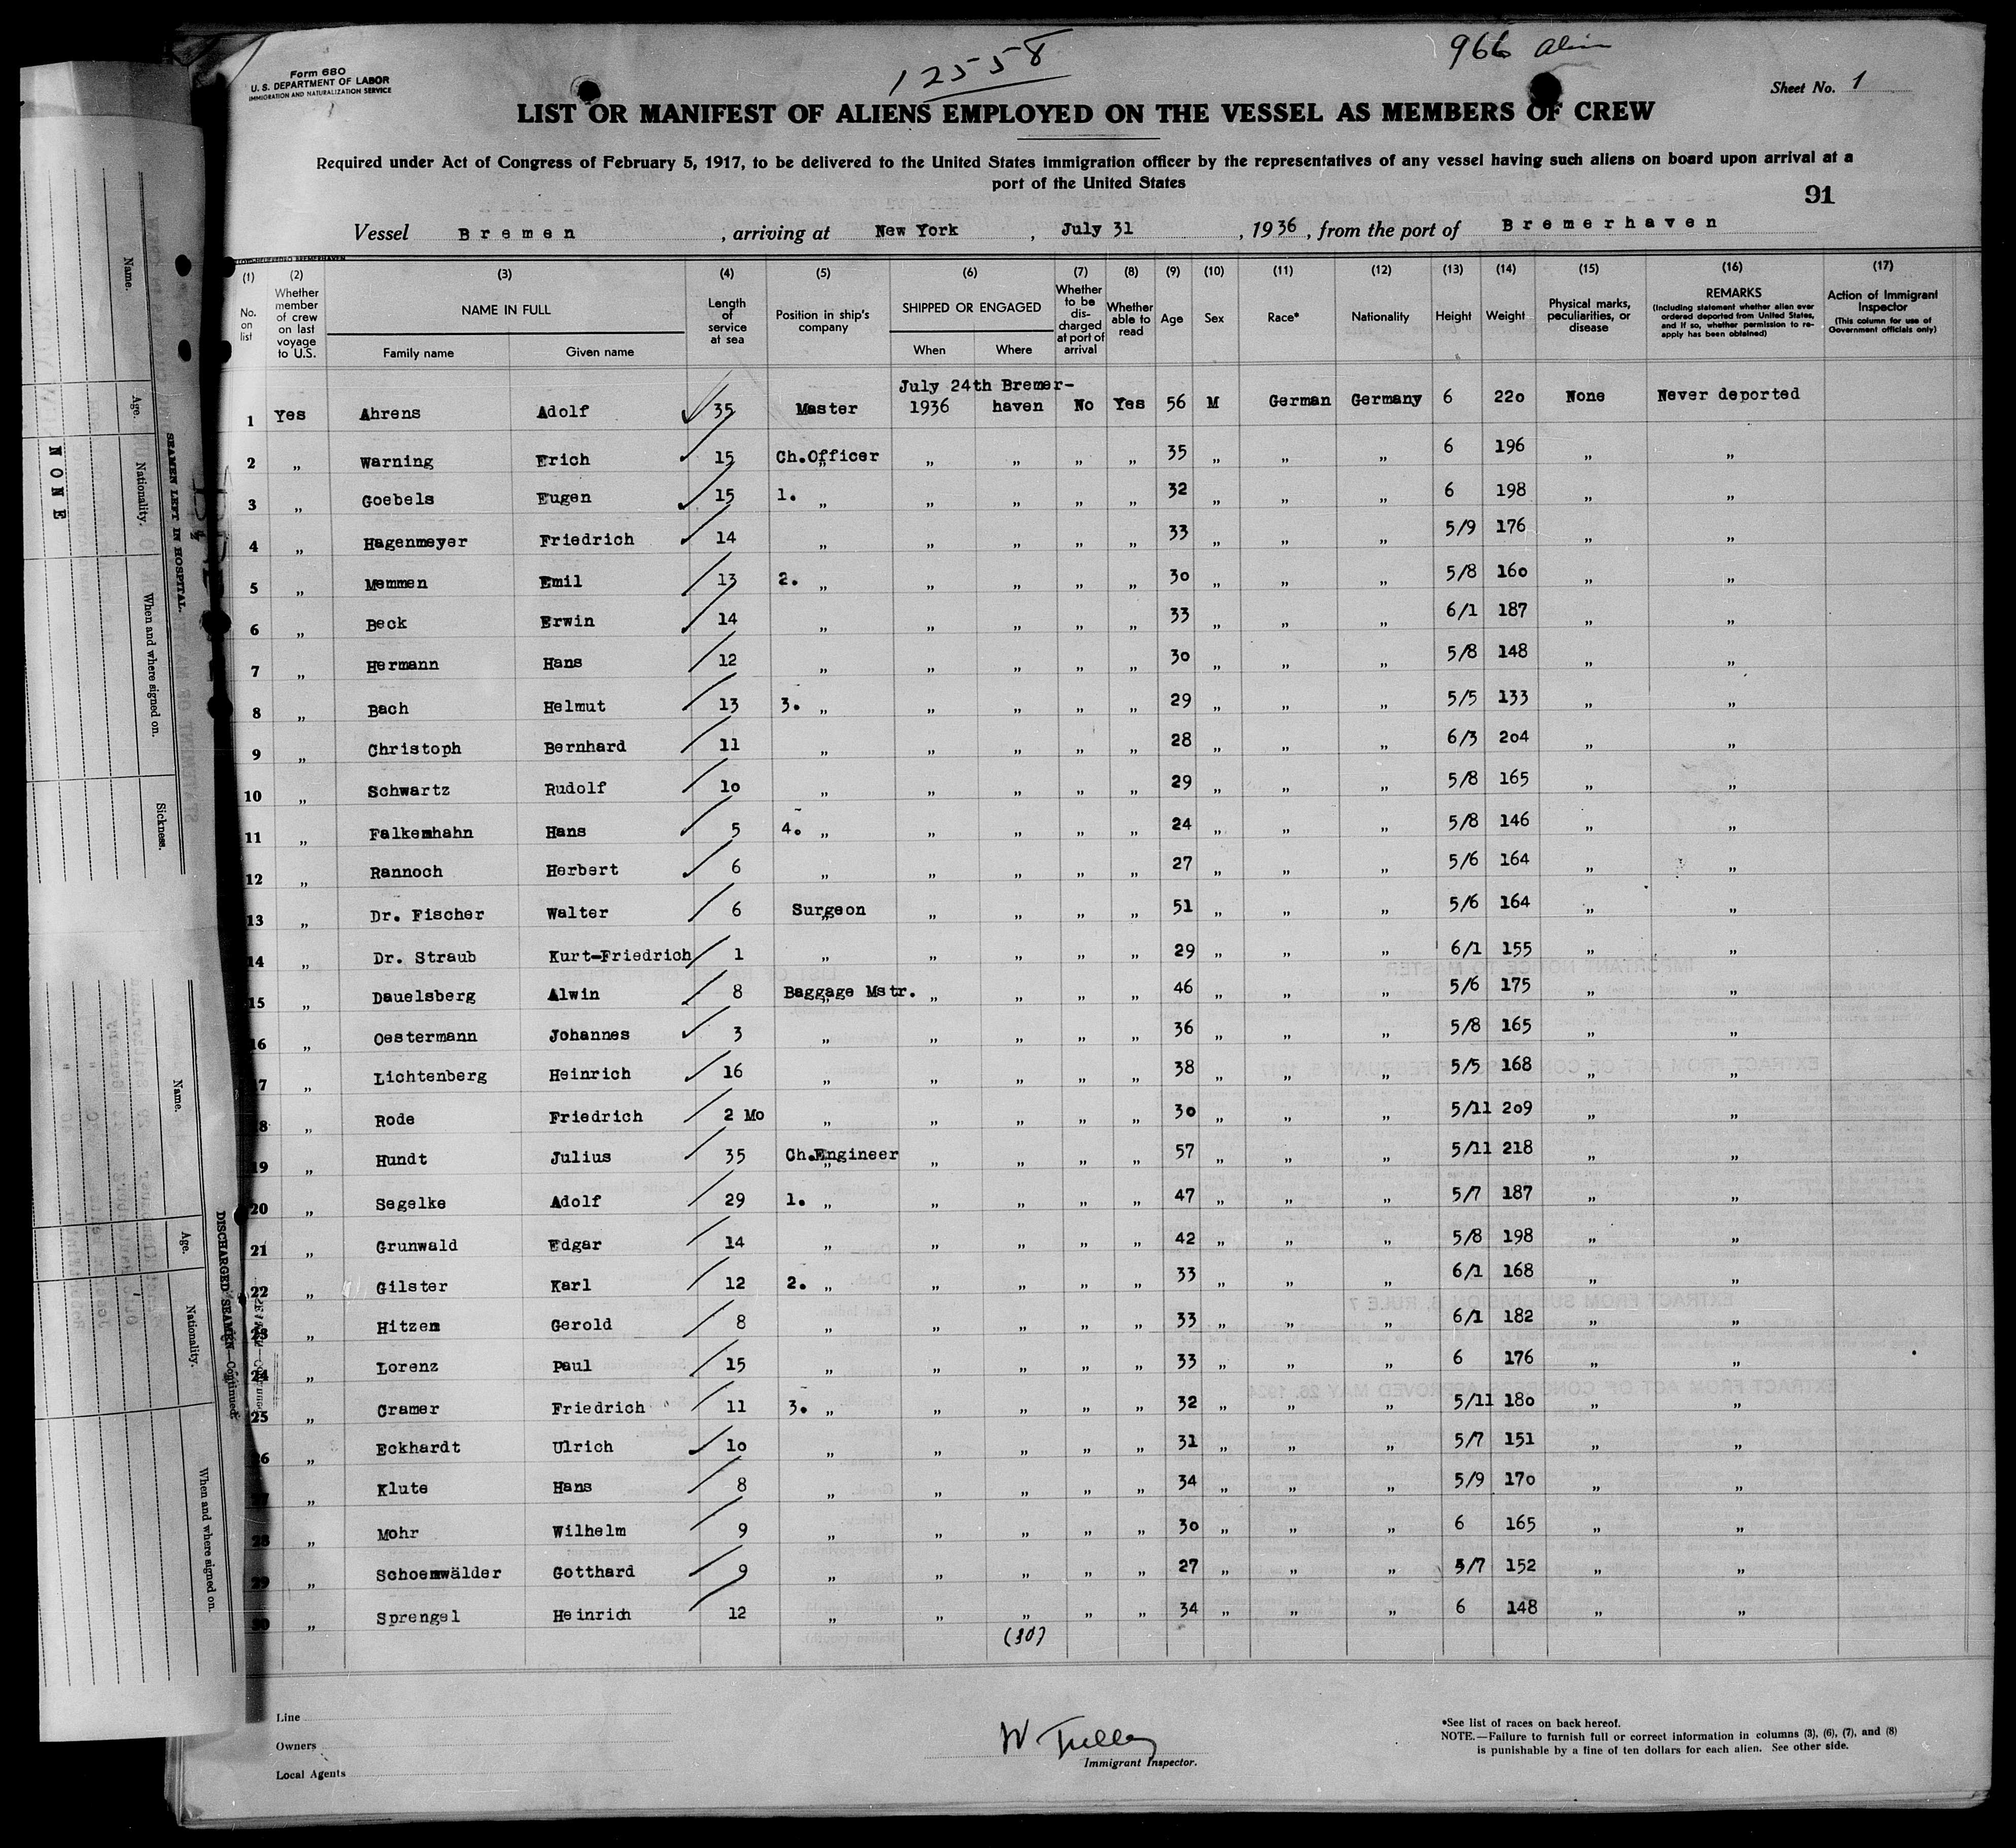 Form 680
U. S. DEPARTMENT OF LABOR
IMMIGRATION AND NATURALIZATION SERVICE
12558
966 Alien
Sheet No. 1
LIST OR MANIFEST OF ALIENS EMPLOYED ON THE VESSEL AS MEMBERS OF CREW
Required under Act of Congress of February 5, 1917, to be delivered to the United States immigration officer by the representatives of any vessel having such aliens on board upon arrival at a
port of the United States
91
Vessel Bremen, arriving at New York, July 31, 1936, from the port of Bremerhaven
(1) (2) (3) (4) (5) (6) (7) (8) (9) (10) (11) (12) (13) (14) (15) (16) (17)
No. on list
Whether member of crew on last voyage to U.S.
NAME IN FULL
Family name Given name
Length of service at sea
Position in ship's company
SHIPPED OR ENGAGED
When Where
Whether to be discharged at port of arrival
Whether able to read
Age
Sex
Race*
Nationality
Height
Weight
Physical marks, peculiarities, or disease
REMARKS
(Including statement whether alien ever ordered deported from United States, and if so, whether permission to reapply has been obtained)
Action of Immigrant Inspector
(This column for use of Government officials only)
1 Yes Ahrens Adolf 35 Master July 24th 1936 Bremer-haven No Yes 56 M German Germany 6 220 None Never deported
2 " Warning Erich 15 Ch.Officer " " " " 35 " " " 6 196 " "
3 " Goebels Eugen 15 1. " " " " " 32 " " " 6 198 " "
4 " Hagenmeyer Friedrich 14 " " " " " 33 " " " 5/9 176 " "
5 " Memmen Emil 13 2. " " " " " 30 " " " 5/8 160 " "
6 " Beck Erwin 14 " " " " " 33 " " " 6/1 187 " "
7 " Hermann Hans 12 " " " " " 30 " " " 5/8 148 " "
8 " Bach Helmut 13 3. " " " " " 29 " " " 5/5 133 " "
9 " Christoph Bernhard 11 " " " " " 28 " " " 6/3 204 " "
10 " Schwartz Rudolf 10 " " " " " 29 " " " 5/8 165 " "
11 " Falkenhahn Hans 5 4. " " " " " 24 " " " 5/8 146 " "
12 " Rannoch Herbert 6 " " " " " 27 " " " 5/6 164 " "
13 " Dr. Fischer Walter 6 Surgeon " " " " 51 " " " 5/6 164 " "
14 " Dr. Straub Kurt-Friedrich 1 " " " " " 29 " " " 6/1 155 " "
15 " Dauelsberg Alwin 8 Baggage Mstr. " " " " 46 " " " 5/6 175 " "
16 " Oestermann Johannes 3 " " " " " 36 " " " 5/8 165 " "
17 " Lichtenberg Heinrich 16 " " " " " 38 " " " 5/5 168 " "
18 " Rode Friedrich 2 Mo " " " " " 30 " " " 5/11 209 " "
19 " Hundt Julius 35 Ch.Engineer " " " " 57 " " " 5/11 218 " "
20 " Segelke Adolf 29 1. " " " " " 47 " " " 5/7 187 " "
21 " Grunwald Edgar 14 " " " " " 42 " " " 5/8 198 " "
22 " Gilster Karl 12 2. " " " " " 33 " " " 6/1 168 " "
23 " Hitzen Gerold 8 " " " " " 33 " " " 6/1 182 " "
24 " Lorenz Paul 15 " " " " " 33 " " " 6 176 " "
25 " Cramer Friedrich 11 3. " " " " " 32 " " " 5/11 180 " "
26 " Eckhardt Ulrich 10 " " " " " 31 " " " 5/7 151 " "
27 " Klute Hans 8 " " " " " 34 " " " 5/9 170 " "
28 " Mohr Wilhelm 9 " " " " " 30 " " " 6 165 " "
29 " Schoenwälder Gotthard 9 " " " " " 27 " " " 5/7 152 " "
30 " Sprengel Heinrich 12 " " " " " 34 " " " 6 148 " "
(30)
Line
Owners
Local Agents
W Tulley
Immigrant Inspector.
*See list of races on back hereof.
NOTE.—Failure to furnish full or correct information in columns (3), (6), (7), and (8)
is punishable by a fine of ten dollars for each alien. See other side.
SEAMEN LEFT IN HOSPITAL.
Name. Age. Nationality. When and where signed on. Sickness.
NONE
DISCHARGED SEAMEN—Continued.
Name. Age. Nationality. When and where signed on.